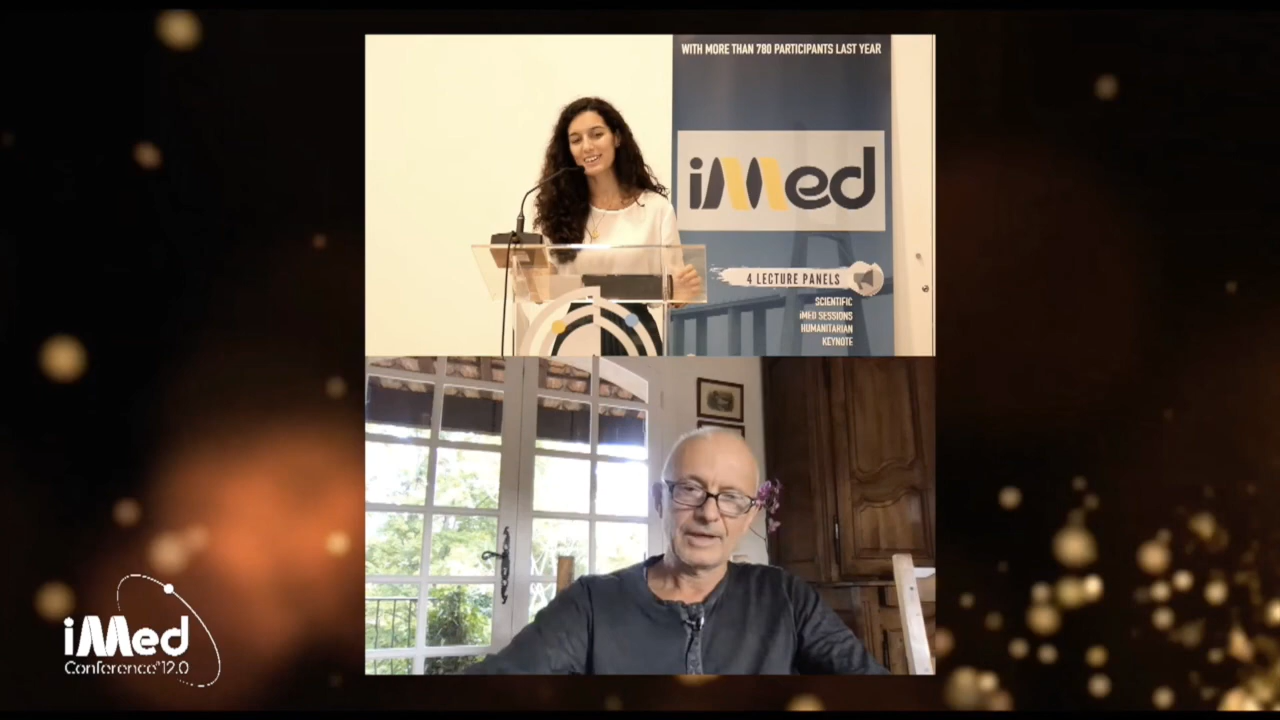 WITH MORE THAN 780 PARTICIPANTS LAST YEAR
iMed
4 LECTURE PANELS
SCIENTIFIC
iMED SESSIONS
HUMANITARIAN
KEYNOTE
iMed
Conference® 12.0